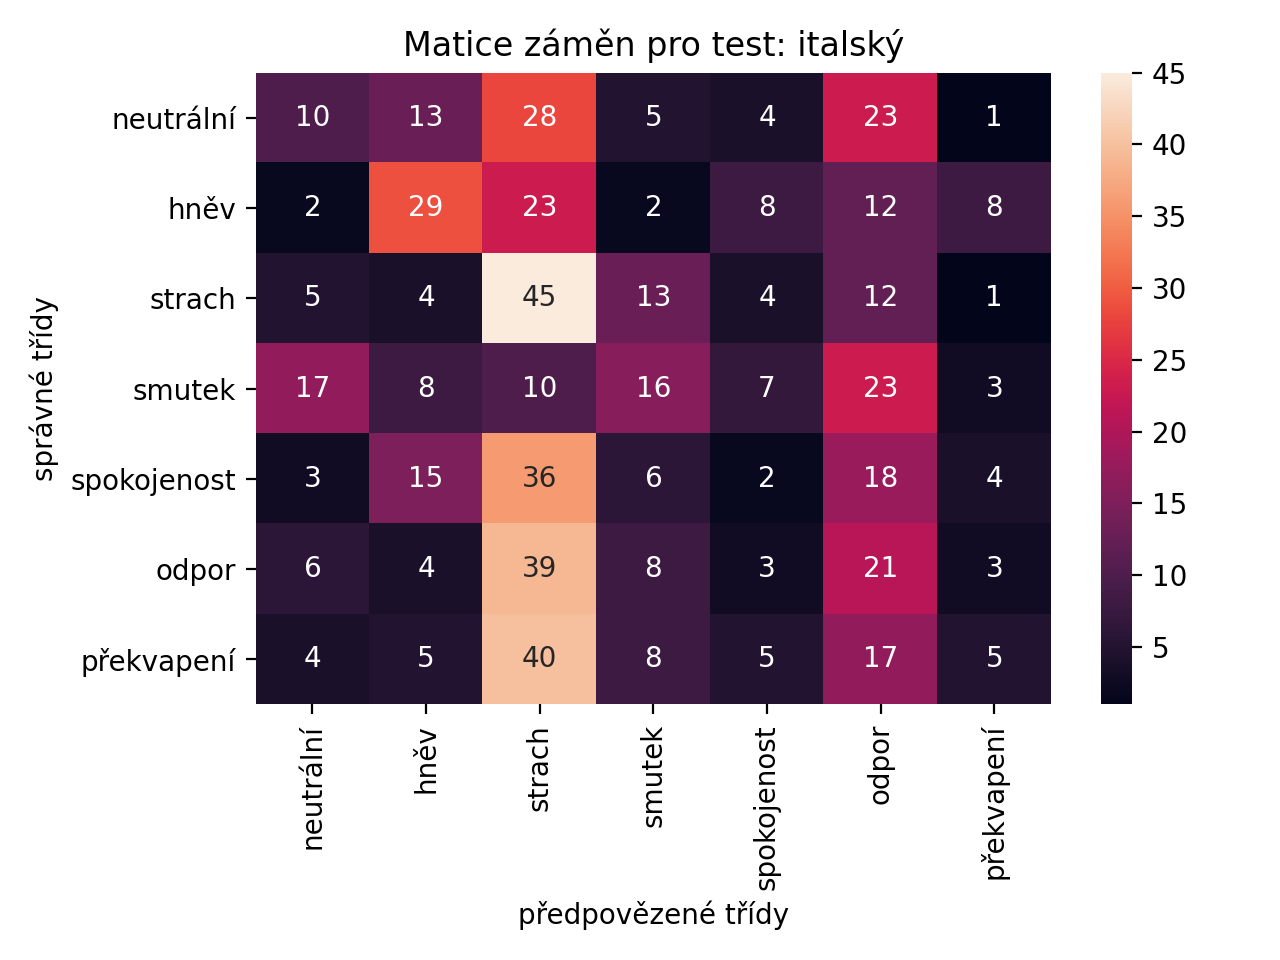 Matice záměn pro test: italský
neutrální 10 13 28 5 4 23 1
hněv 2 29 23 2 8 12 8
strach 5 4 45 13 4 12 1
smutek 17 8 10 16 7 23 3
spokojenost 3 15 36 6 2 18 4
odpor 6 4 39 8 3 21 3
překvapení 4 5 40 8 5 17 5
správné třídy
neutrální
hněv
strach
smutek
spokojenost
odpor
překvapení
předpovězené třídy
45
40
35
30
25
20
15
10
5